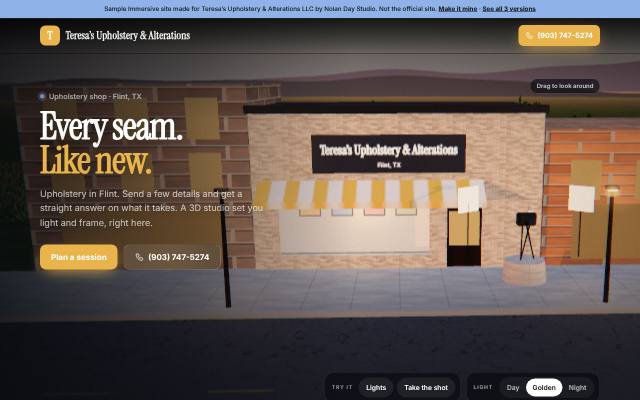 Sample Immersive site made for Teresa's Upholstery & Alterations LLC by Nolan Day Studio. Not the official site. Make it mine · See all 3 versions
T Teresa's Upholstery & Alterations
(903) 747-5274
Drag to look around
Upholstery shop · Flint, TX
Every seam.
Like new.
Teresa's Upholstery & Alterations
Flint, TX
Upholstery in Flint. Send a few details and get a
straight answer on what it takes. A 3D studio set you
light and frame, right here.
Plan a session
(903) 747-5274
TRY IT Lights Take the shot
LIGHT Day Golden Night